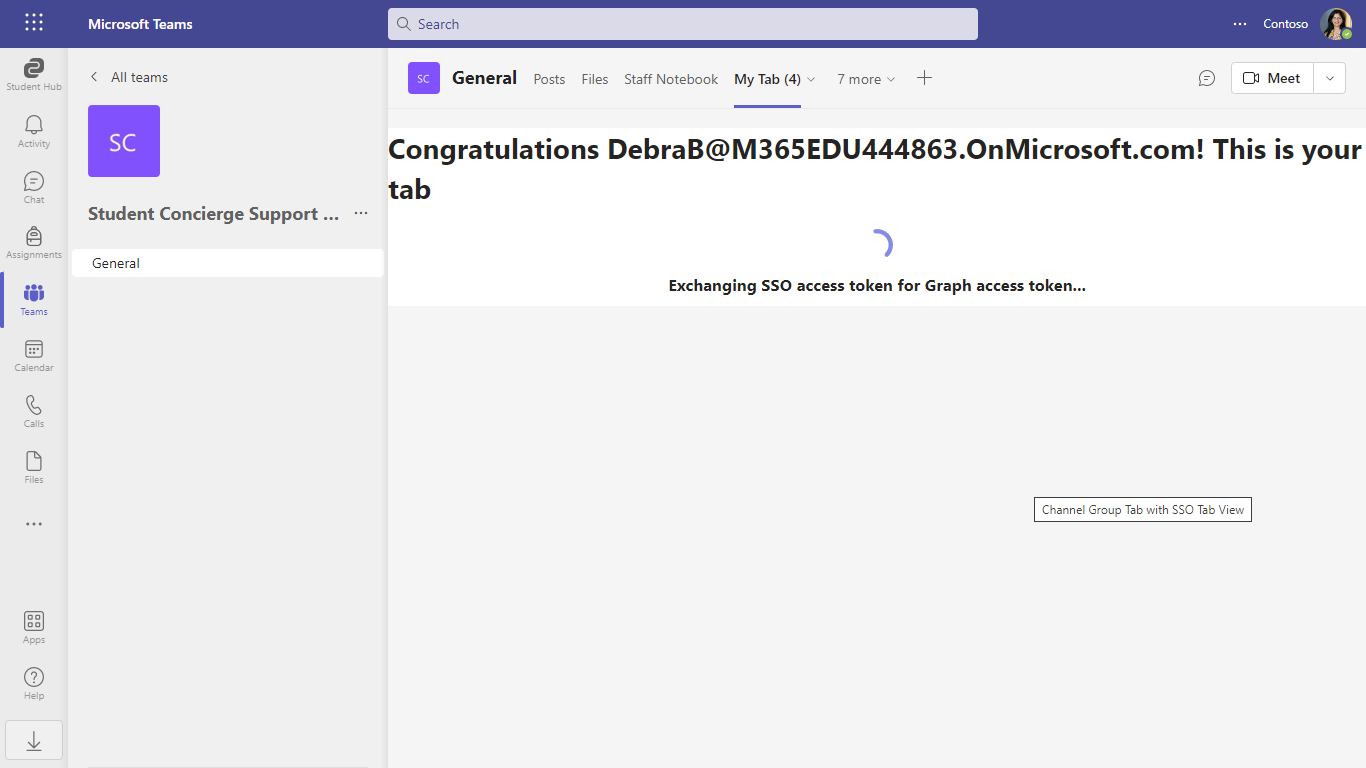 Microsoft Teams
Search
Contoso
Student Hub
Activity
Chat
Assignments
Teams
Calendar
Calls
Files
Apps
Help
All teams
SC
Student Concierge Support ...
General
SC
General
Posts
Files
Staff Notebook
My Tab (4)
7 more
Meet
Congratulations DebraB@M365EDU444863.OnMicrosoft.com! This is your
tab
Exchanging SSO access token for Graph access token...
Channel Group Tab with SSO Tab View